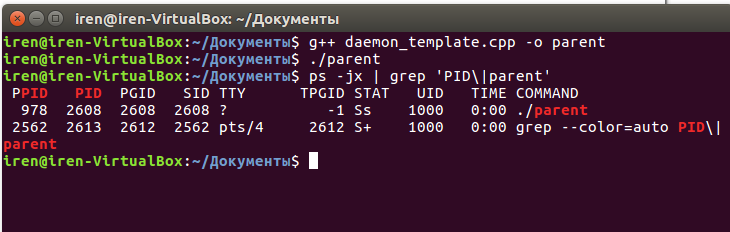 iren@iren-VirtualBox: ~/Документы
iren@iren-VirtualBox:~/Документы$ g++ daemon_template.cpp -o parent
iren@iren-VirtualBox:~/Документы$ ./parent
iren@iren-VirtualBox:~/Документы$ ps -jx | grep 'PID\|parent'
 PPID   PID  PGID   SID TTY      TPGID STAT   UID   TIME COMMAND
  978  2608  2608  2608 ?           -1 Ss    1000   0:00 ./parent
 2562  2613  2612  2562 pts/4     2612 S+    1000   0:00 grep --color=auto PID\|
parent
iren@iren-VirtualBox:~/Документы$